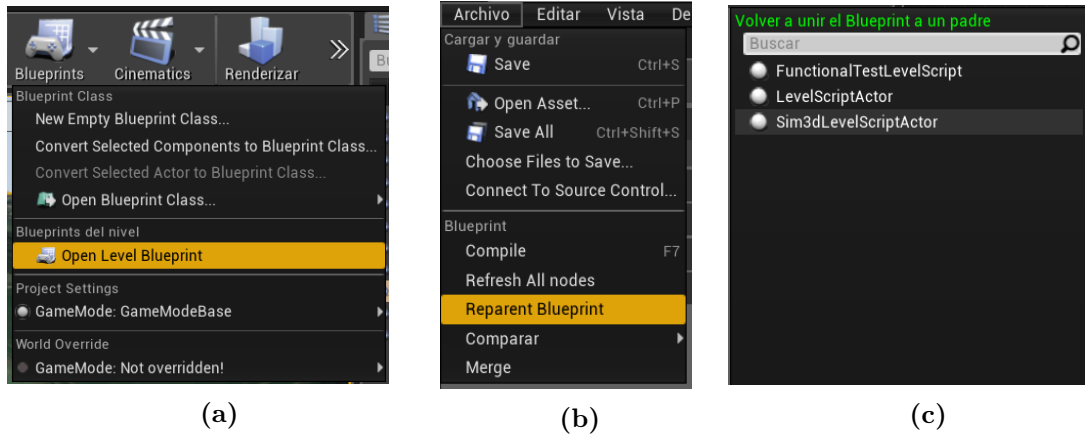 Blueprints
Cinematics
Renderizar
Blueprint Class
New Empty Blueprint Class...
Convert Selected Components to Blueprint Class...
Convert Selected Actor to Blueprint Class...
Open Blueprint Class...
Blueprints del nivel
Open Level Blueprint
Project Settings
GameMode: GameModeBase
World Override
GameMode: Not overridden!
(a)
Archivo Editar Vista De
Cargar y guardar
Save Ctrl+S
Open Asset... Ctrl+P
Save All Ctrl+Shift+S
Choose Files to Save...
Connect To Source Control...
Blueprint
Compile F7
Refresh All nodes
Reparent Blueprint
Comparar
Merge
(b)
Volver a unir el Blueprint a un padre
Buscar
FunctionalTestLevelScript
LevelScriptActor
Sim3dLevelScriptActor
(c)